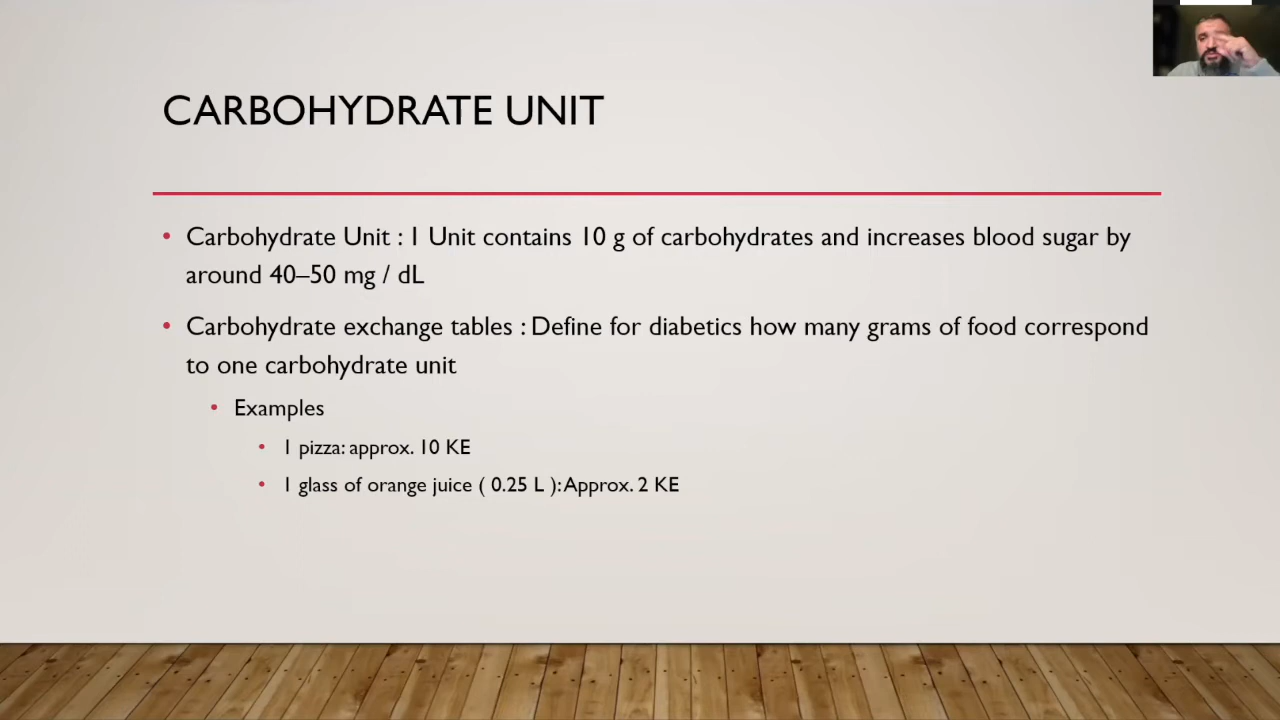 CARBOHYDRATE UNIT
• Carbohydrate Unit : 1 Unit contains 10 g of carbohydrates and increases blood sugar by
around 40–50 mg / dL
• Carbohydrate exchange tables : Define for diabetics how many grams of food correspond
to one carbohydrate unit
• Examples
• 1 pizza: approx. 10 KE
• 1 glass of orange juice ( 0.25 L ): Approx. 2 KE